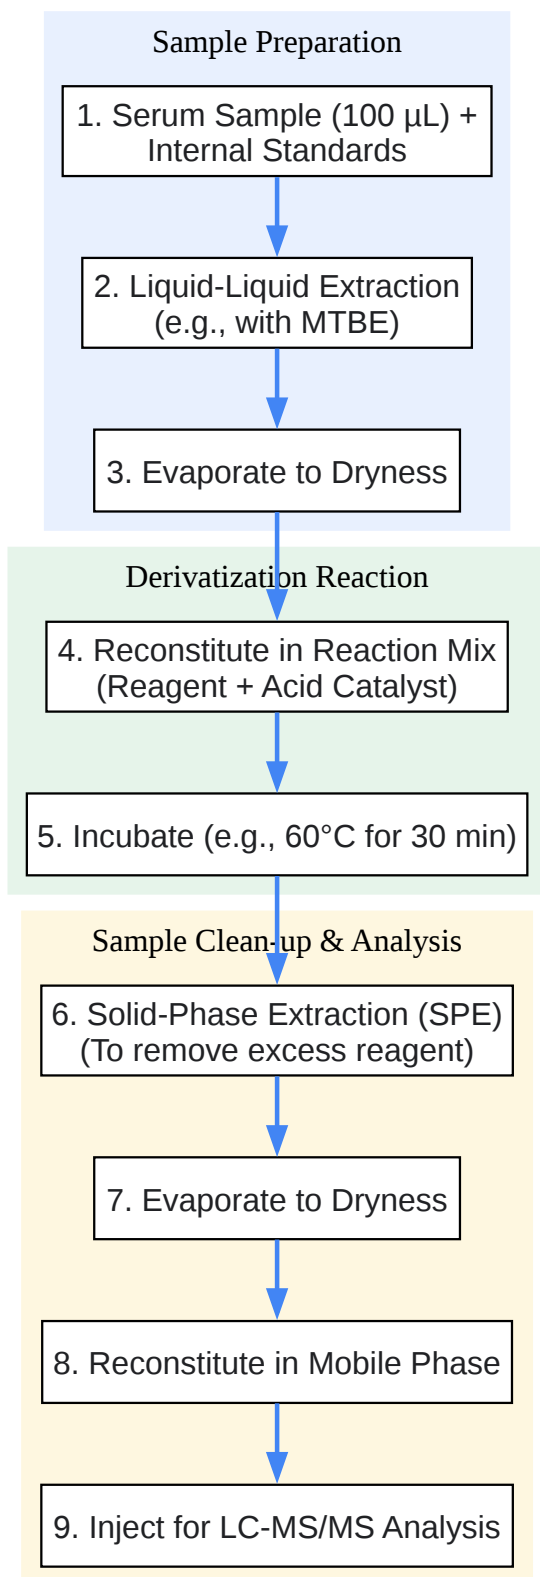 Sample Preparation
1. Serum Sample (100 µL) +
Internal Standards
2. Liquid-Liquid Extraction
(e.g., with MTBE)
3. Evaporate to Dryness
Derivatization Reaction
4. Reconstitute in Reaction Mix
(Reagent + Acid Catalyst)
5. Incubate (e.g., 60°C for 30 min)
Sample Clean-up & Analysis
6. Solid-Phase Extraction (SPE)
(To remove excess reagent)
7. Evaporate to Dryness
8. Reconstitute in Mobile Phase
9. Inject for LC-MS/MS Analysis